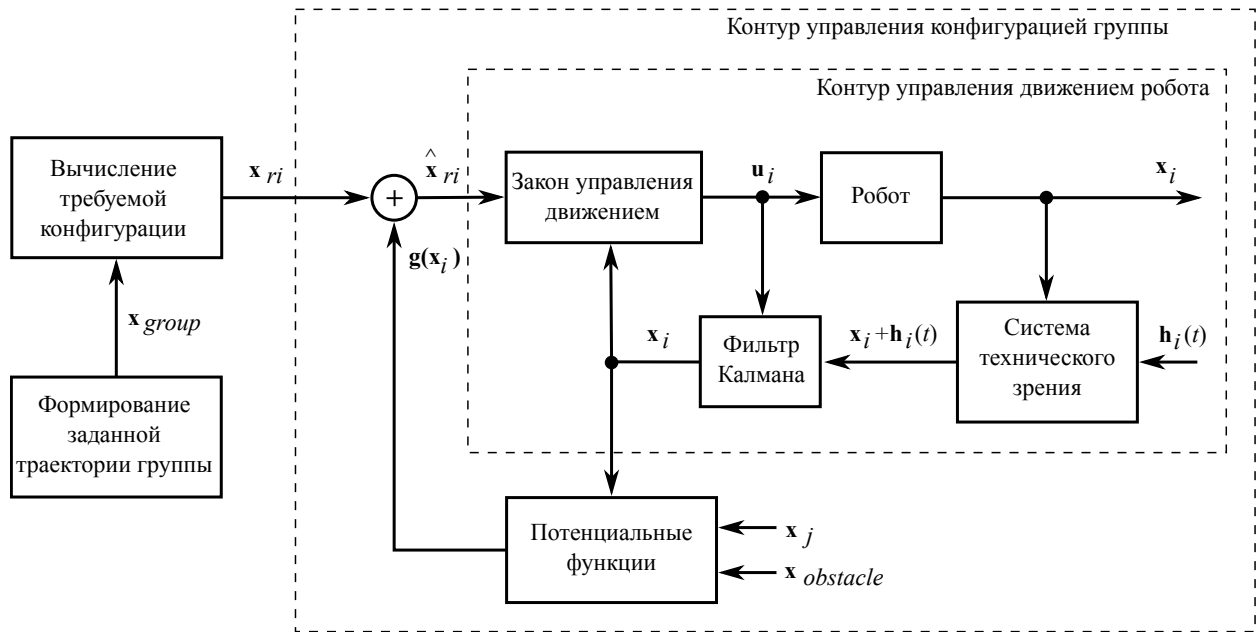 Контур управления конфигурацией группы
Контур управления движением робота
Вычисление
требуемой
конфигурации
x ri
+
x̂ ri
Закон управления
движением
u i
Робот
x i
g(x i )
x group
Формирование
заданной
траектории группы
x i
Фильтр
Калмана
x i +h i (t)
Система
технического
зрения
h i (t)
Потенциальные
функции
x j
x obstacle